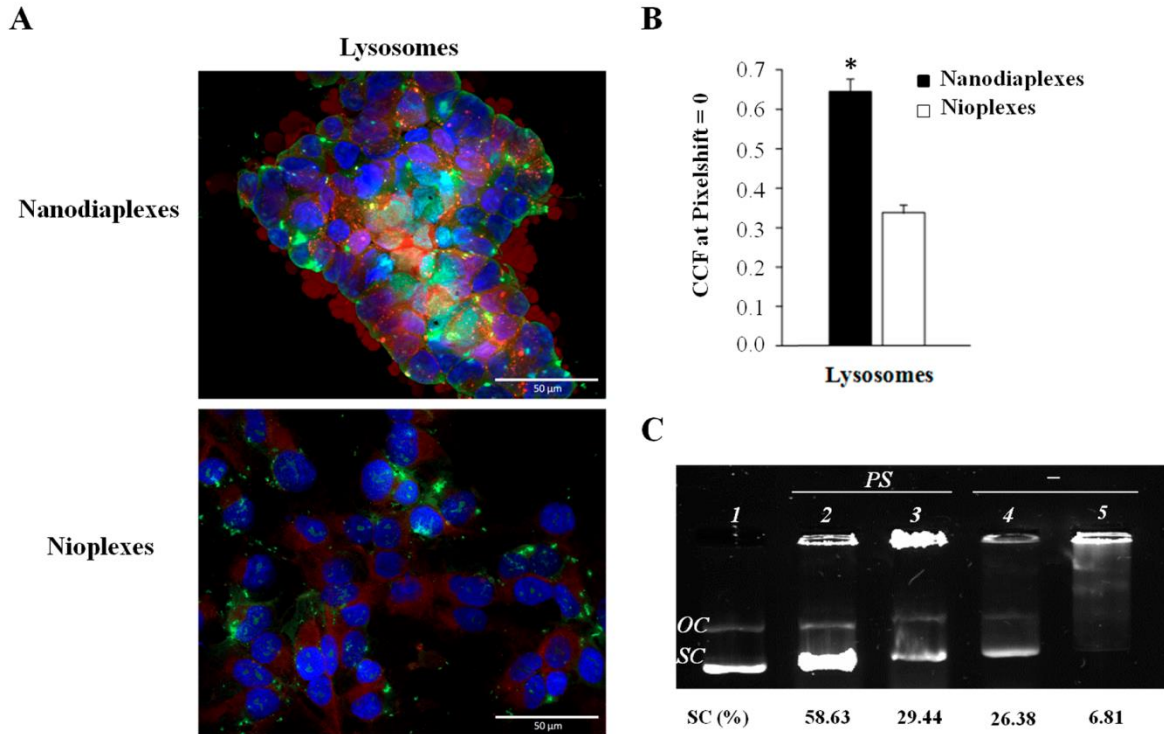 A
Lysosomes
Nanodiaplexes
50 µm
Nioplexes
50 µm
B
CCF at Pixelshift = 0
0.7
0.6
0.5
0.4
0.3
0.2
0.1
0.0
*
Nanodiaplexes
Nioplexes
Lysosomes
C
PS –
1 2 3 4 5
OC
SC
SC (%) 58.63 29.44 26.38 6.81